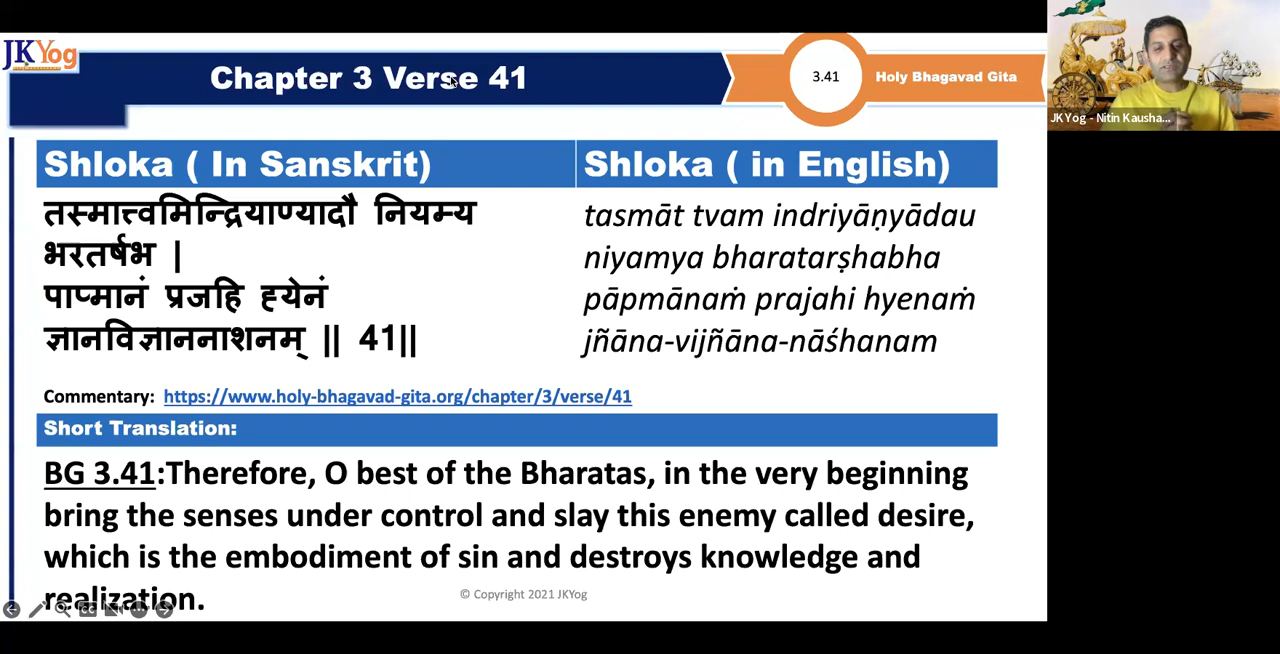 JKYog
Chapter 3 Verse 41
3.41
Holy Bhagavad Gita
JKYog - Nitin Kausha...
Shloka ( In Sanskrit)
Shloka ( in English)
तस्मात्त्वमिन्द्रियाण्यादौ नियम्य
भरतर्षभ |
पाप्मानं प्रजहि ह्येनं
ज्ञानविज्ञाननाशनम् || 41||
tasmāt tvam indriyāṇyādau
niyamya bharatarṣhabha
pāpmānaṁ prajahi hyenaṁ
jñāna-vijñāna-nāśhanam
Commentary: https://www.holy-bhagavad-gita.org/chapter/3/verse/41
Short Translation:
BG 3.41:Therefore, O best of the Bharatas, in the very beginning
bring the senses under control and slay this enemy called desire,
which is the embodiment of sin and destroys knowledge and
realization.
© Copyright 2021 JKYog